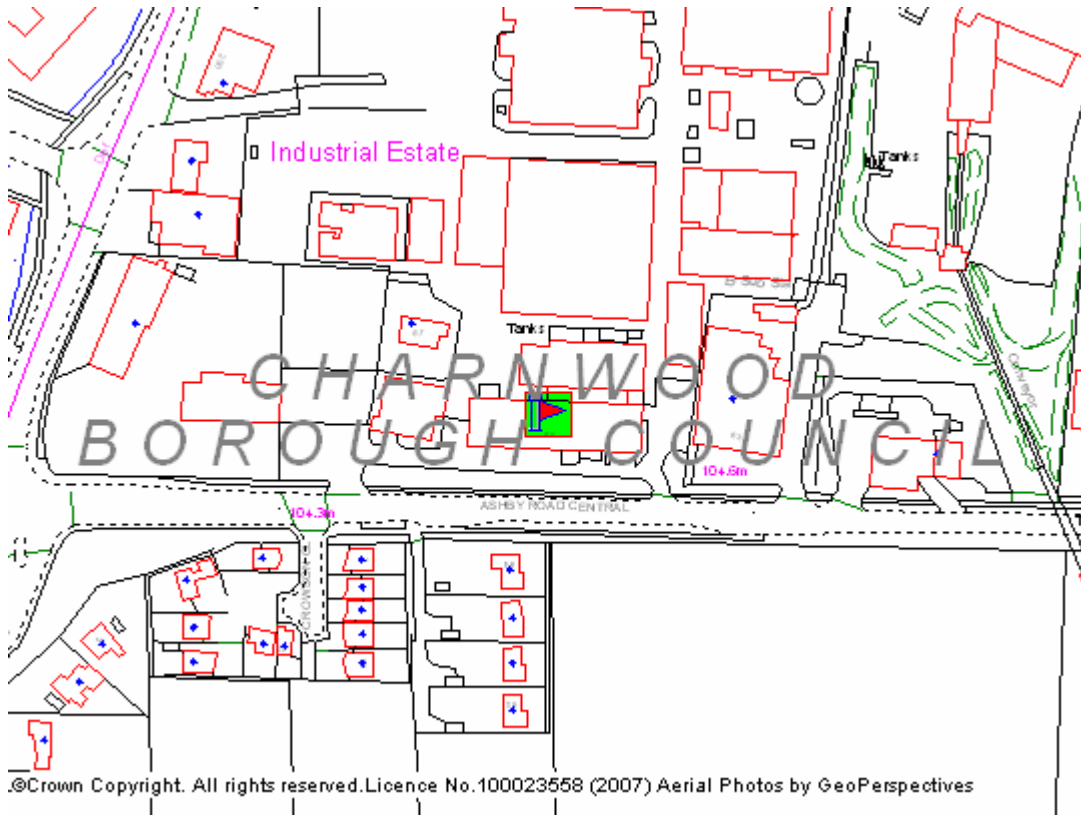 Industrial Estate
Tanks
El Sub Sta
Tanks
CHARNWOOD
Conveyor
BOROUGH COUNCIL
104.6m
ASHBY ROAD CENTRAL
104.3m
©Crown Copyright. All rights reserved.Licence No.100023558 (2007) Aerial Photos by GeoPerspectives